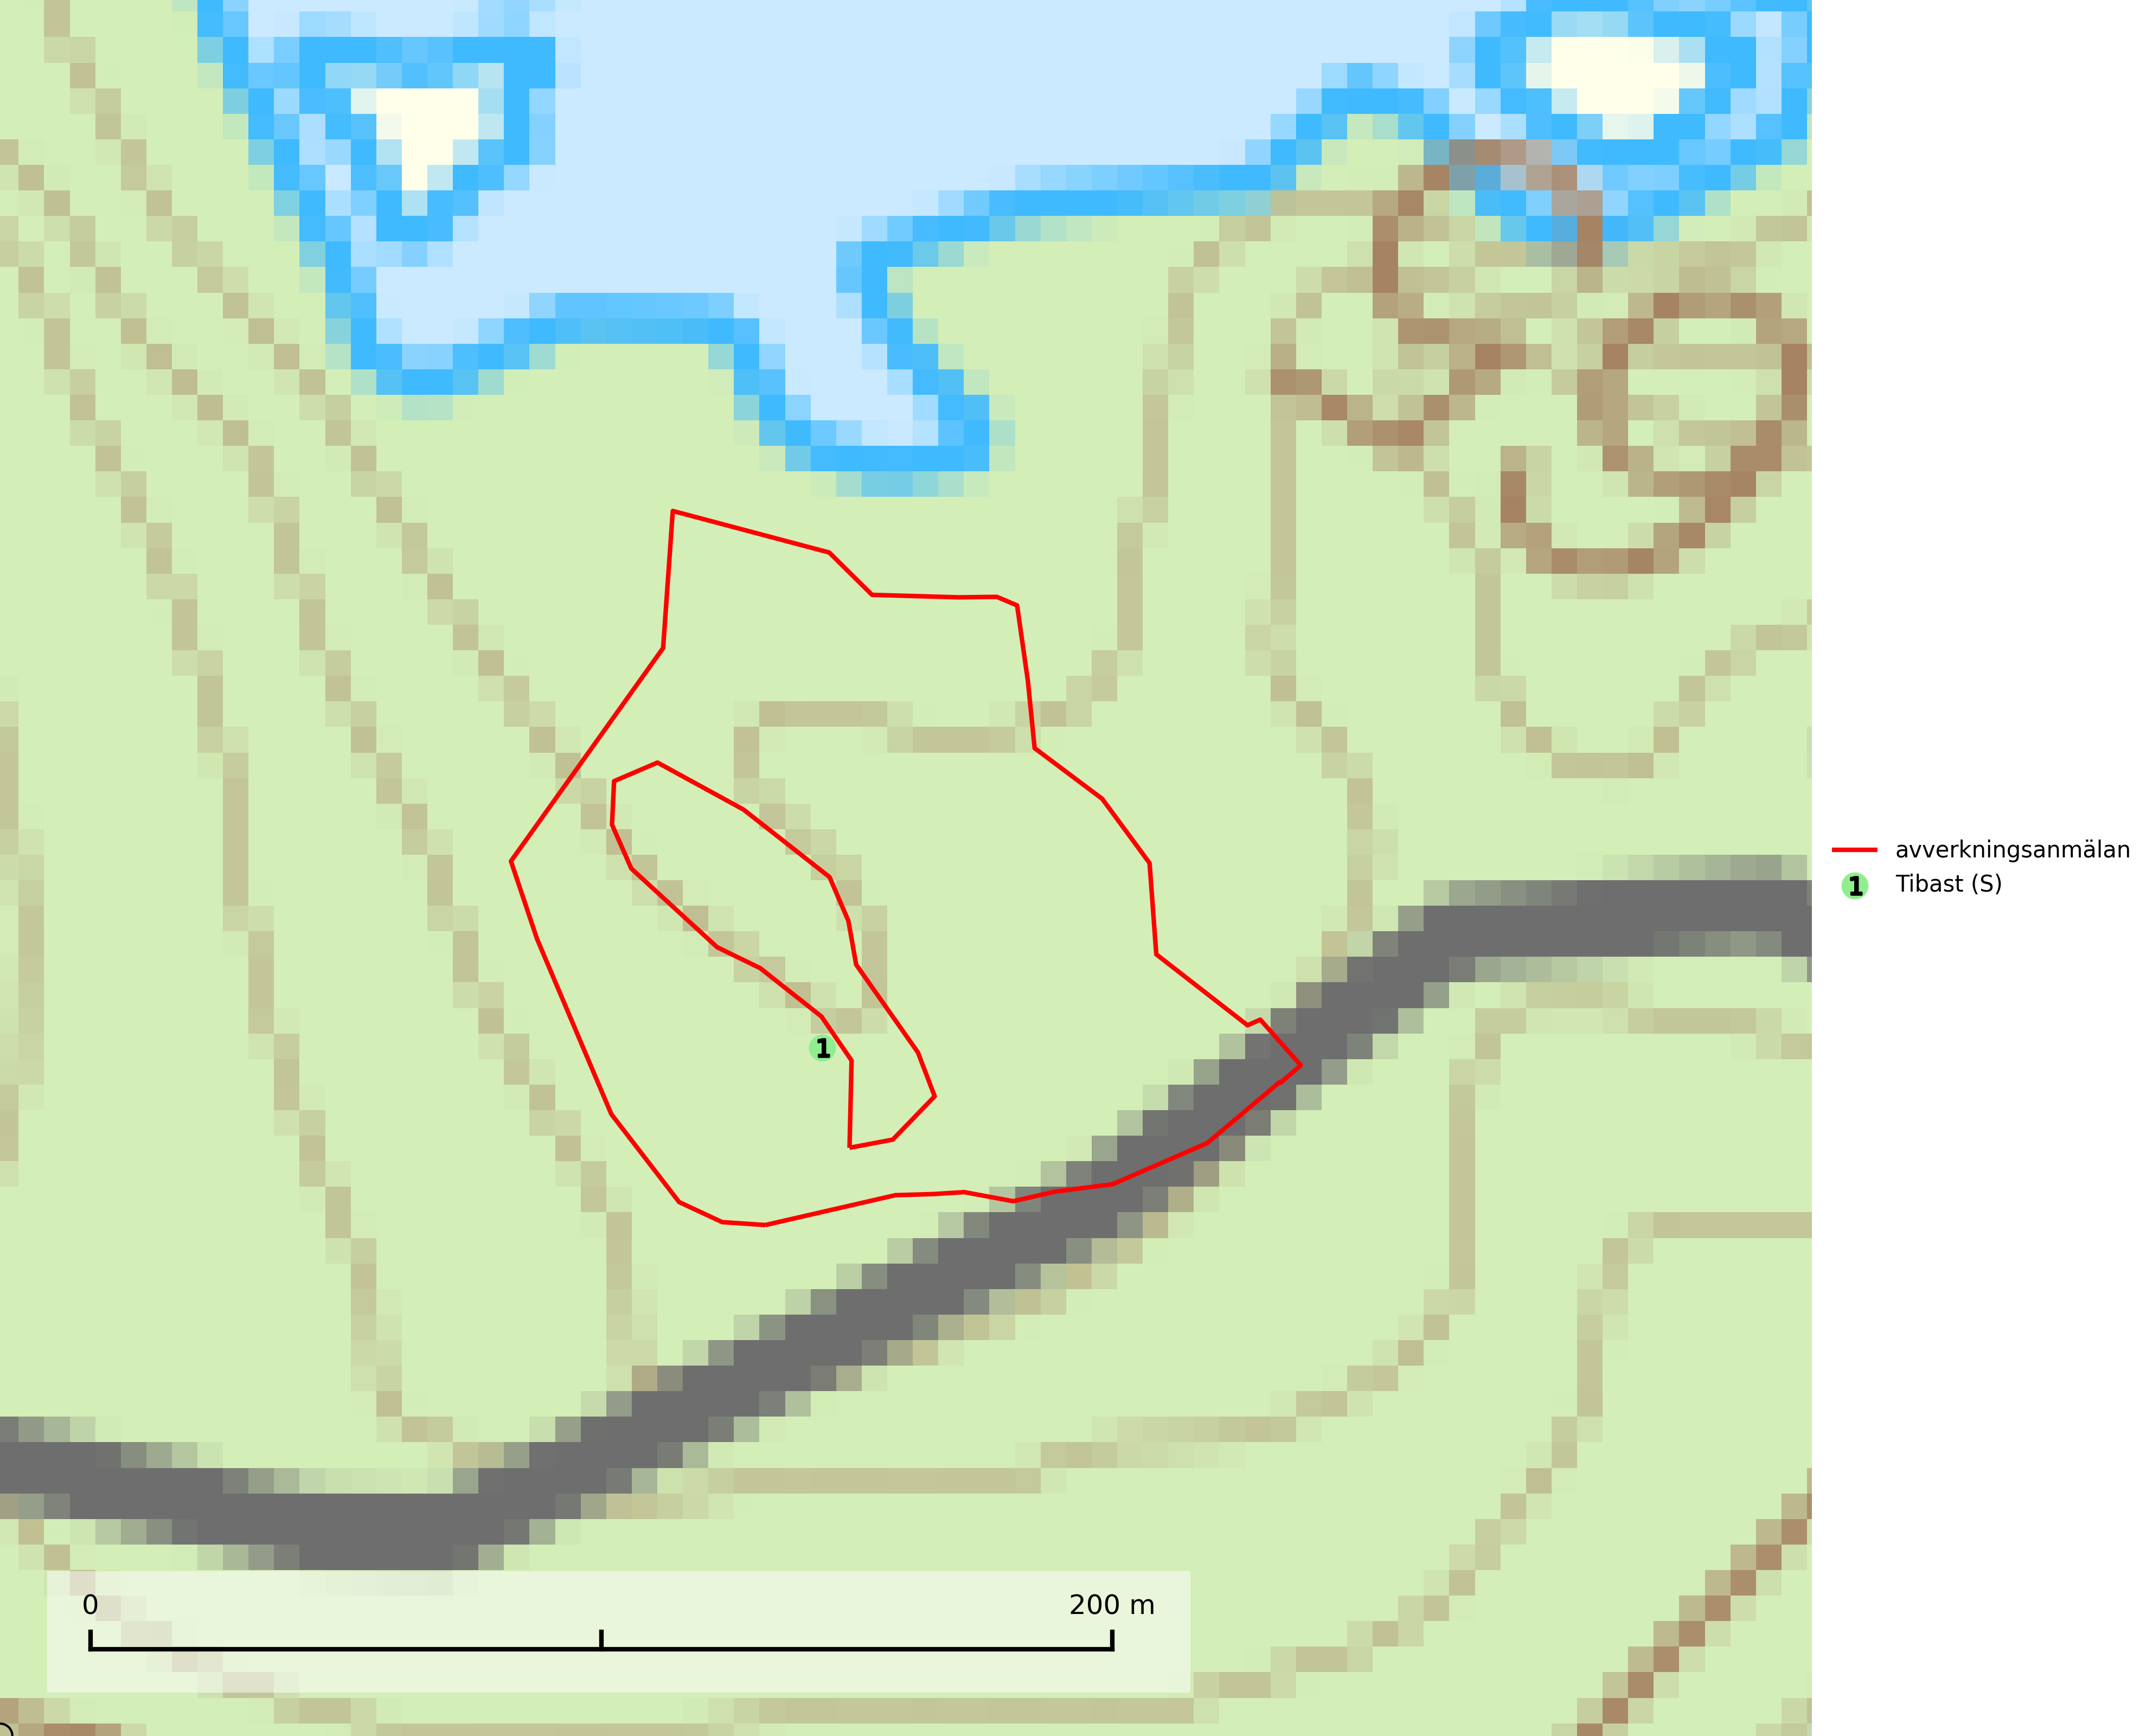 avverkningsanmälan
1 Tibast (S)
1
0 200 m